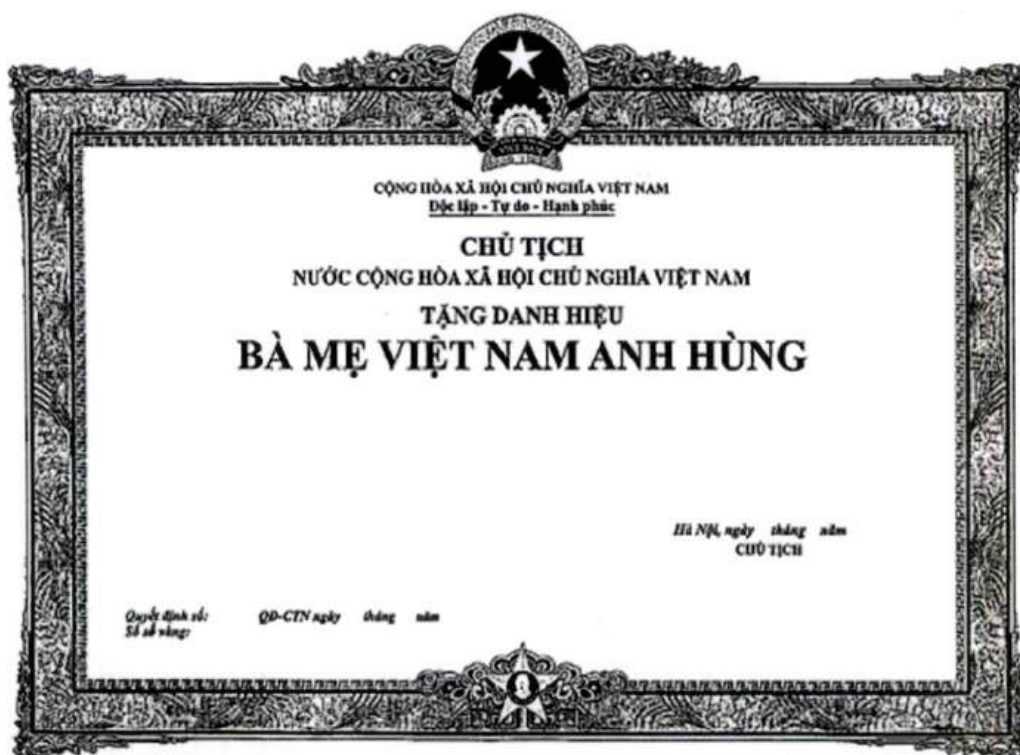 VIỆT NAM
CỘNG HÒA XÃ HỘI CHỦ NGHĨA VIỆT NAM
Độc lập - Tự do - Hạnh phúc
CHỦ TỊCH
NƯỚC CỘNG HÒA XÃ HỘI CHỦ NGHĨA VIỆT NAM
TẶNG DANH HIỆU
BÀ MẸ VIỆT NAM ANH HÙNG
Hà Nội, ngày tháng năm
CHỦ TỊCH
Quyết định số: QĐ-CTN ngày tháng năm
Số sổ vàng: